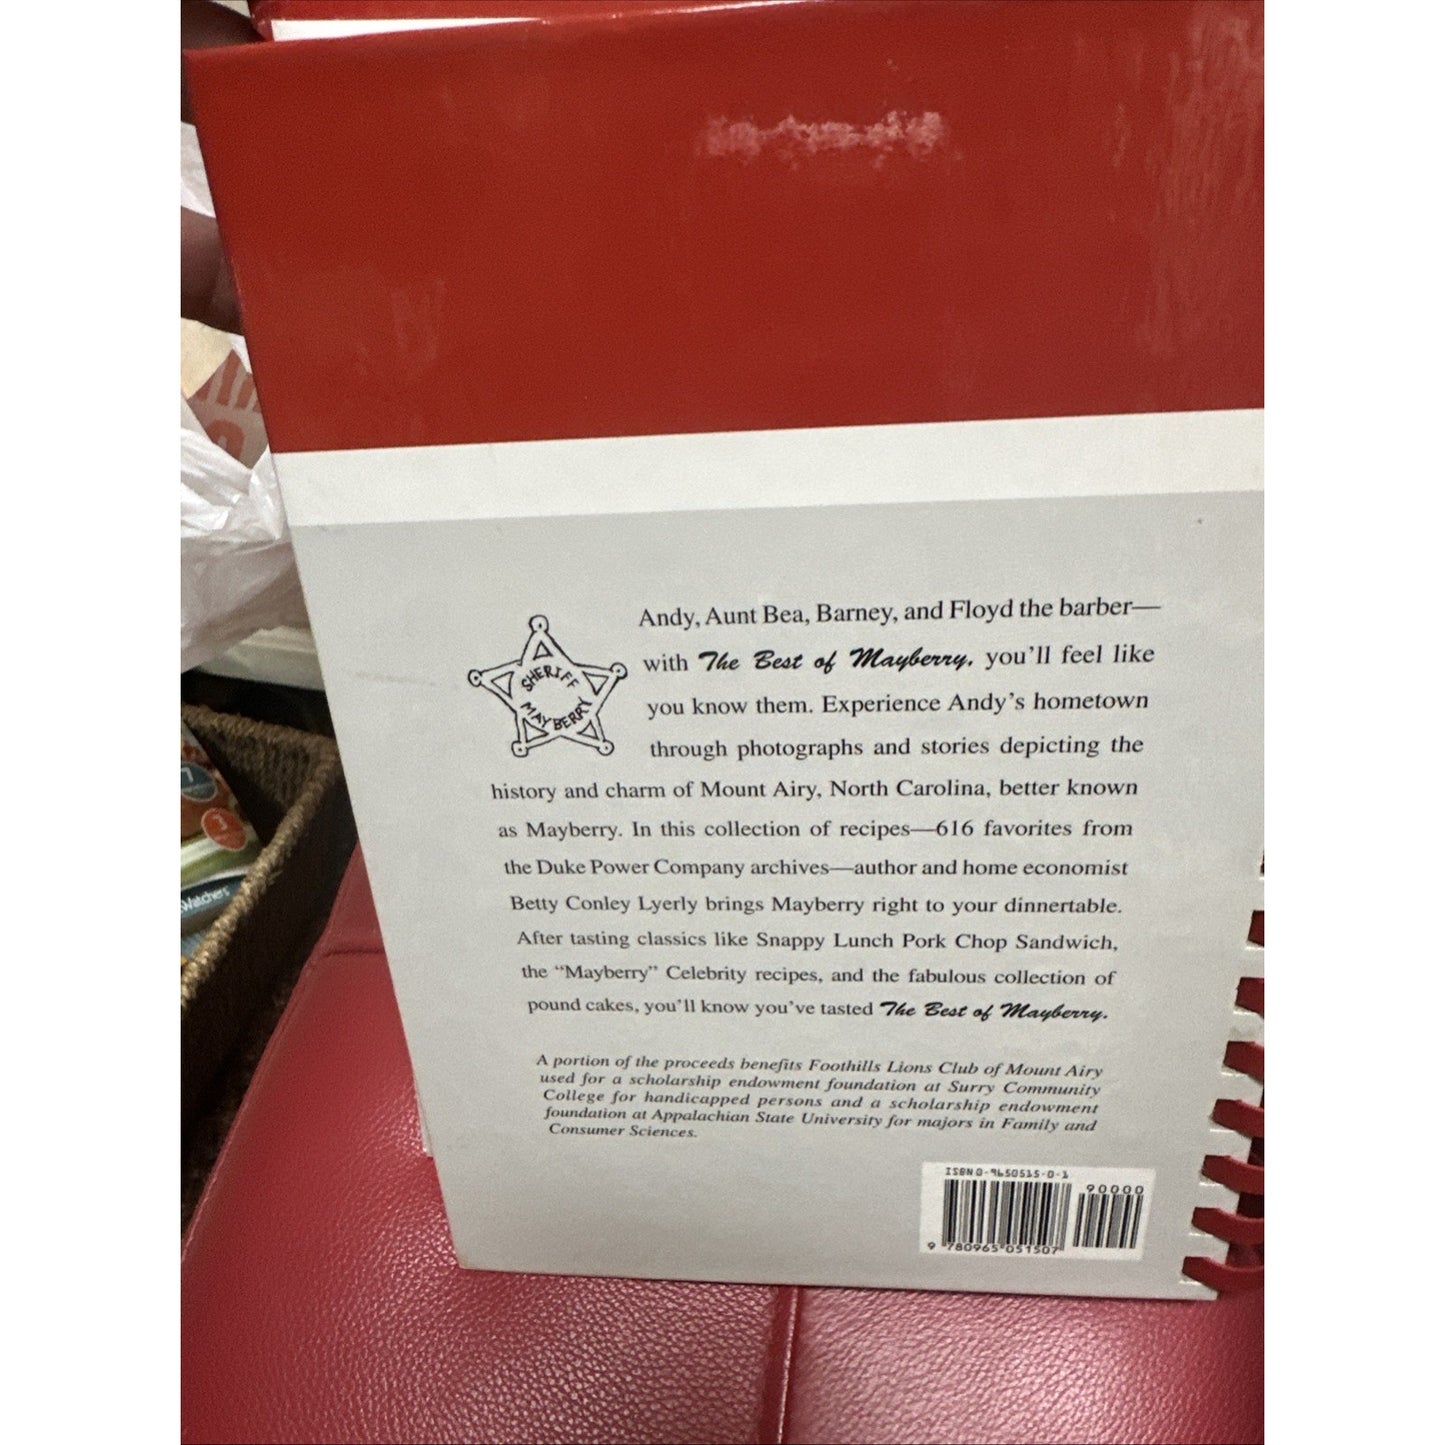 Andy, Aunt Bea, Barney, and Floyd the barber—
with The Best of Mayberry, you'll feel like
you know them. Experience Andy's hometown
through photographs and stories depicting the
history and charm of Mount Airy, North Carolina, better known
as Mayberry. In this collection of recipes—616 favorites from
the Duke Power Company archives—author and home economist
Betty Conley Lyerly brings Mayberry right to your dinnertable.
After tasting classics like Snappy Lunch Pork Chop Sandwich,
the "Mayberry" Celebrity recipes, and the fabulous collection of
pound cakes, you'll know you've tasted The Best of Mayberry.
SHERIFF
MAYBERRY
A portion of the proceeds benefits Foothills Lions Club of Mount Airy
used for a scholarship endowment foundation at Surry Community
College for handicapped persons and a scholarship endowment
foundation at Appalachian State University for majors in Family and
Consumer Sciences.
ISBN 0-9650515-0-1
90000
9 780965 051507
Watchers